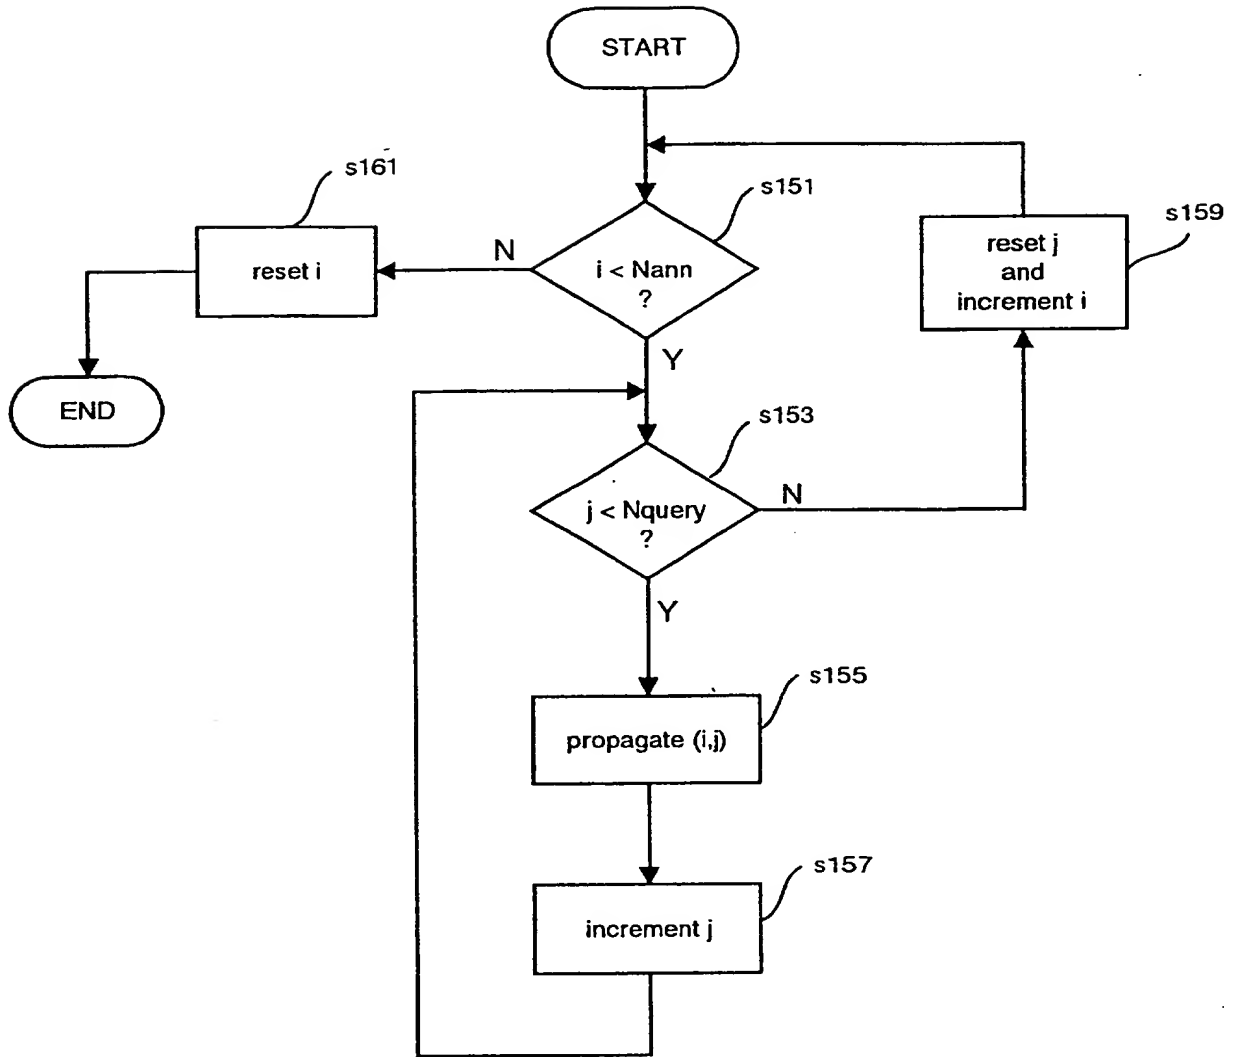 START
s161
s151
s159
N
reset i
i < Nann
?
reset j
and
increment i
Y
END
s153
N
j < Nquery
?
Y
s155
propagate (i,j)
s157
increment j